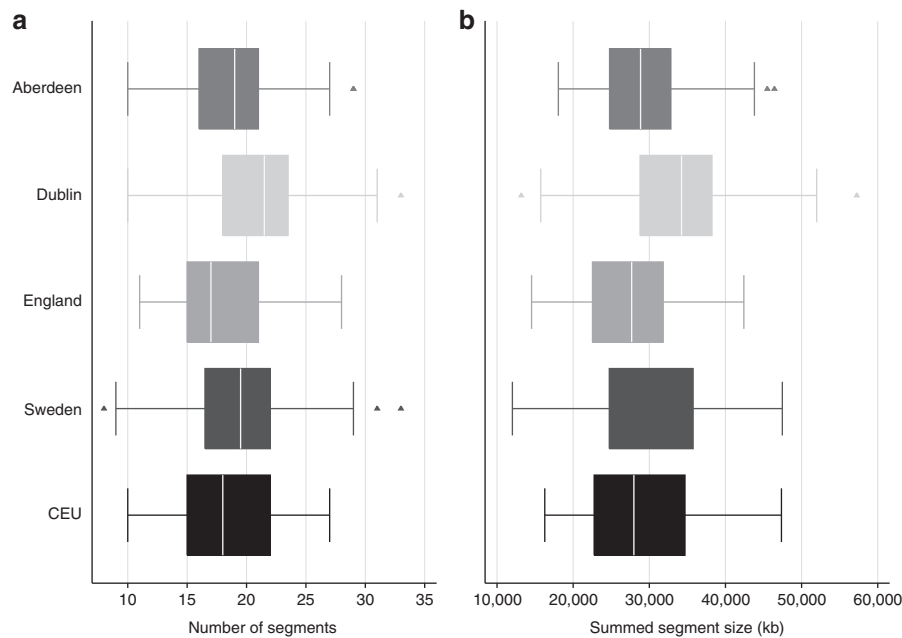 a
b
Aberdeen
Dublin
England
Sweden
CEU
10 15 20 25 30 35
Number of segments
10,000 20,000 30,000 40,000 50,000 60,000
Summed segment size (kb)